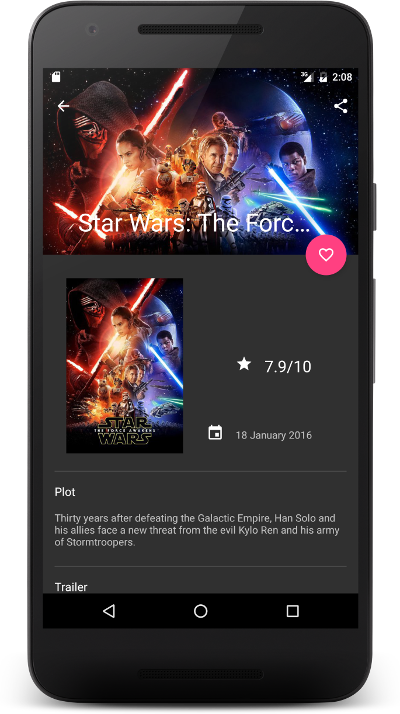 3G
2:08
Star Wars: The Forc...
STAR
THE FORCE AWAKENS
WARS
7.9/10
18 January 2016
Plot
Thirty years after defeating the Galactic Empire, Han Solo and
his allies face a new threat from the evil Kylo Ren and his army
of Stormtroopers.
Trailer